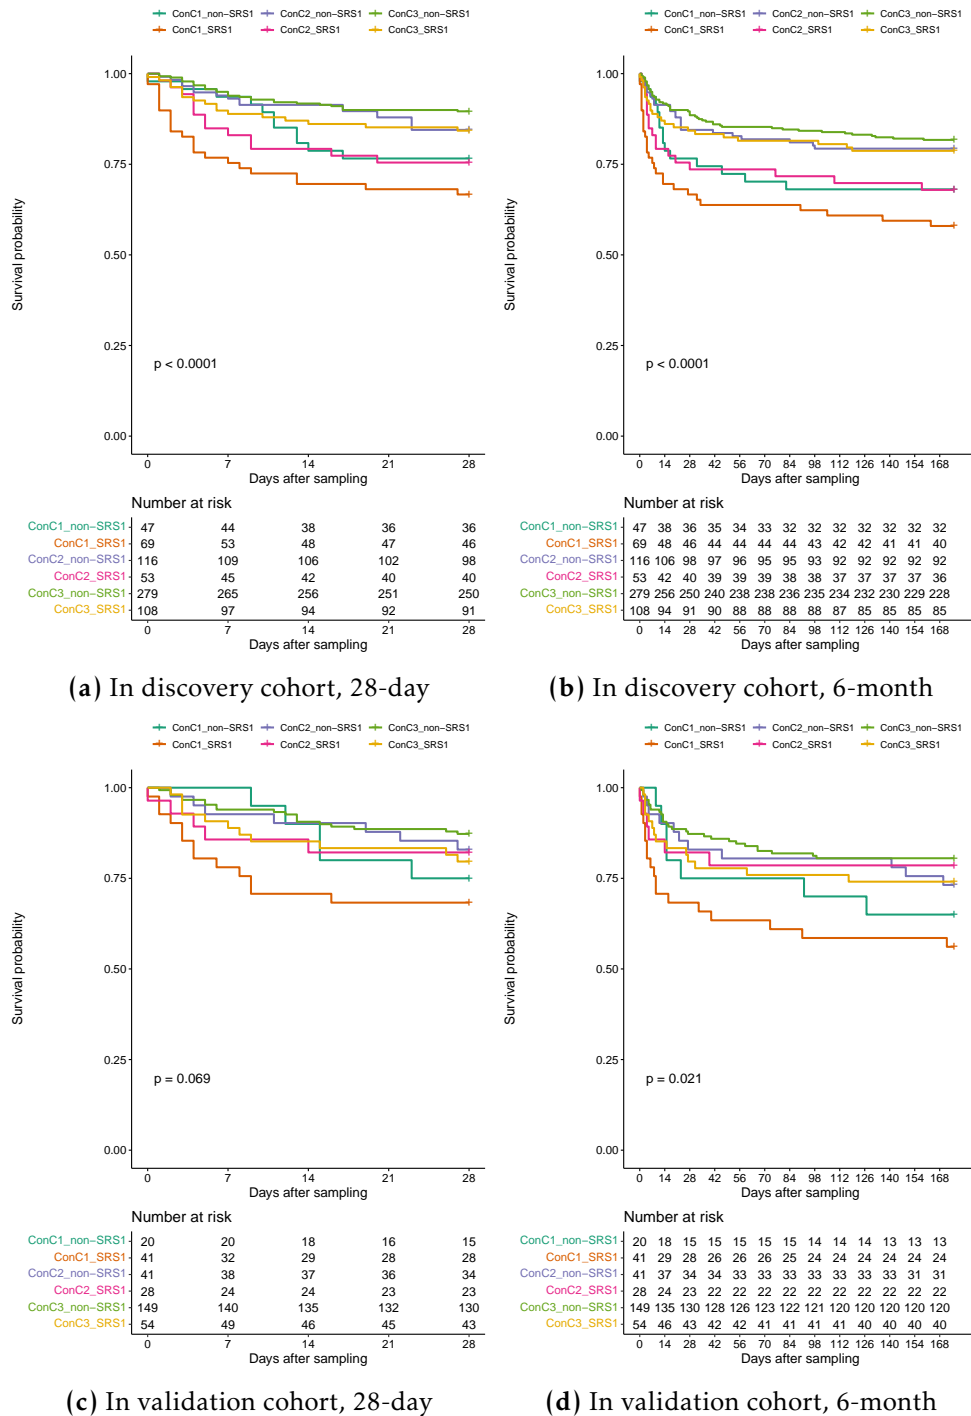 ConC1_non−SRS1 ConC2_non−SRS1 ConC3_non−SRS1
ConC1_SRS1 ConC2_SRS1 ConC3_SRS1
Survival probability
1.00
0.75
0.50
0.25
0.00
p < 0.0001
0 7 14 21 28
Days after sampling
Number at risk
ConC1_non−SRS1 47 44 38 36 36
ConC1_SRS1 69 53 48 47 46
ConC2_non−SRS1 116 109 106 102 98
ConC2_SRS1 53 45 42 40 40
ConC3_non−SRS1 279 265 256 251 250
ConC3_SRS1 108 97 94 92 91
0 7 14 21 28
Days after sampling
(a) In discovery cohort, 28-day
ConC1_non−SRS1 ConC2_non−SRS1 ConC3_non−SRS1
ConC1_SRS1 ConC2_SRS1 ConC3_SRS1
Survival probability
1.00
0.75
0.50
0.25
0.00
p < 0.0001
0 14 28 42 56 70 84 98 112 126 140 154 168
Days after sampling
Number at risk
ConC1_non−SRS1 47 38 36 35 34 33 32 32 32 32 32 32 32
ConC1_SRS1 69 48 46 44 44 44 44 43 42 42 41 41 40
ConC2_non−SRS1 116 106 98 97 96 95 95 93 92 92 92 92 92
ConC2_SRS1 53 42 40 39 39 39 38 38 37 37 37 37 36
ConC3_non−SRS1 279 256 250 240 238 238 236 235 234 232 230 229 228
ConC3_SRS1 108 94 91 90 88 88 88 88 87 85 85 85 85
0 14 28 42 56 70 84 98 112 126 140 154 168
Days after sampling
(b) In discovery cohort, 6-month
ConC1_non−SRS1 ConC2_non−SRS1 ConC3_non−SRS1
ConC1_SRS1 ConC2_SRS1 ConC3_SRS1
Survival probability
1.00
0.75
0.50
0.25
0.00
p = 0.069
0 7 14 21 28
Days after sampling
Number at risk
ConC1_non−SRS1 20 20 18 16 15
ConC1_SRS1 41 32 29 28 28
ConC2_non−SRS1 41 38 37 36 34
ConC2_SRS1 28 24 24 23 23
ConC3_non−SRS1 149 140 135 132 130
ConC3_SRS1 54 49 46 45 43
0 7 14 21 28
Days after sampling
(c) In validation cohort, 28-day
ConC1_non−SRS1 ConC2_non−SRS1 ConC3_non−SRS1
ConC1_SRS1 ConC2_SRS1 ConC3_SRS1
Survival probability
1.00
0.75
0.50
0.25
0.00
p = 0.021
0 14 28 42 56 70 84 98 112 126 140 154 168
Days after sampling
Number at risk
ConC1_non−SRS1 20 18 15 15 15 15 15 14 14 14 13 13 13
ConC1_SRS1 41 29 28 26 26 26 25 24 24 24 24 24 24
ConC2_non−SRS1 41 37 34 34 33 33 33 33 33 33 33 31 31
ConC2_SRS1 28 24 23 22 22 22 22 22 22 22 22 22 22
ConC3_non−SRS1 149 135 130 128 126 123 122 121 120 120 120 120 120
ConC3_SRS1 54 46 43 42 42 41 41 41 41 40 40 40 40
0 14 28 42 56 70 84 98 112 126 140 154 168
Days after sampling
(d) In validation cohort, 6-month